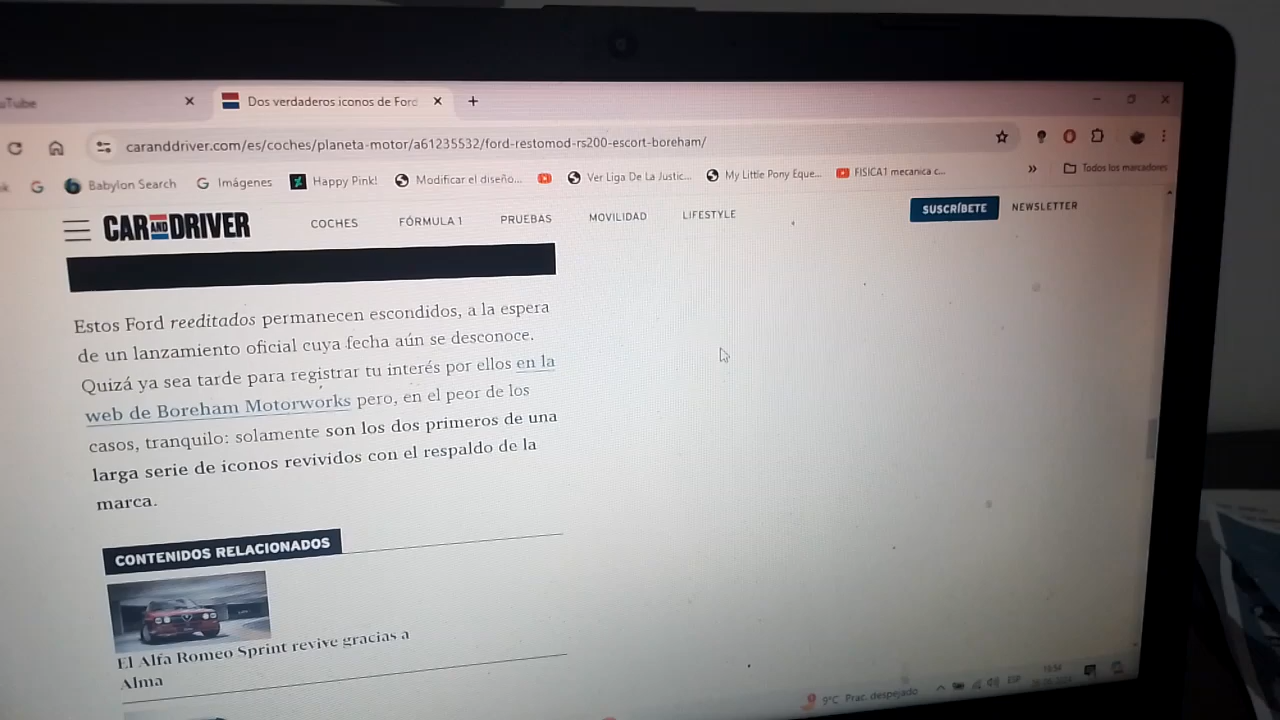 Dos verdaderos iconos de Ford
caranddriver.com/es/coches/planeta-motor/a61235532/ford-restomod-rs200-escort-boreham/
G Babylon Search G Imágenes Happy Pink! Modificar el diseño... Ver Liga De La Justic... My Little Pony Eque... FISICA1 mecanica c... » Todos los marcadores
CAR AND DRIVER COCHES FÓRMULA 1 PRUEBAS MOVILIDAD LIFESTYLE SUSCRÍBETE NEWSLETTER
Estos Ford reeditados permanecen escondidos, a la espera
de un lanzamiento oficial cuya fecha aún se desconoce.
Quizá ya sea tarde para registrar tu interés por ellos en la
web de Boreham Motorworks pero, en el peor de los
casos, tranquilo: solamente son los dos primeros de una
larga serie de iconos revividos con el respaldo de la
marca.
CONTENIDOS RELACIONADOS
El Alfa Romeo Sprint revive gracias a
Alma
9°C Prac. despejado ESP